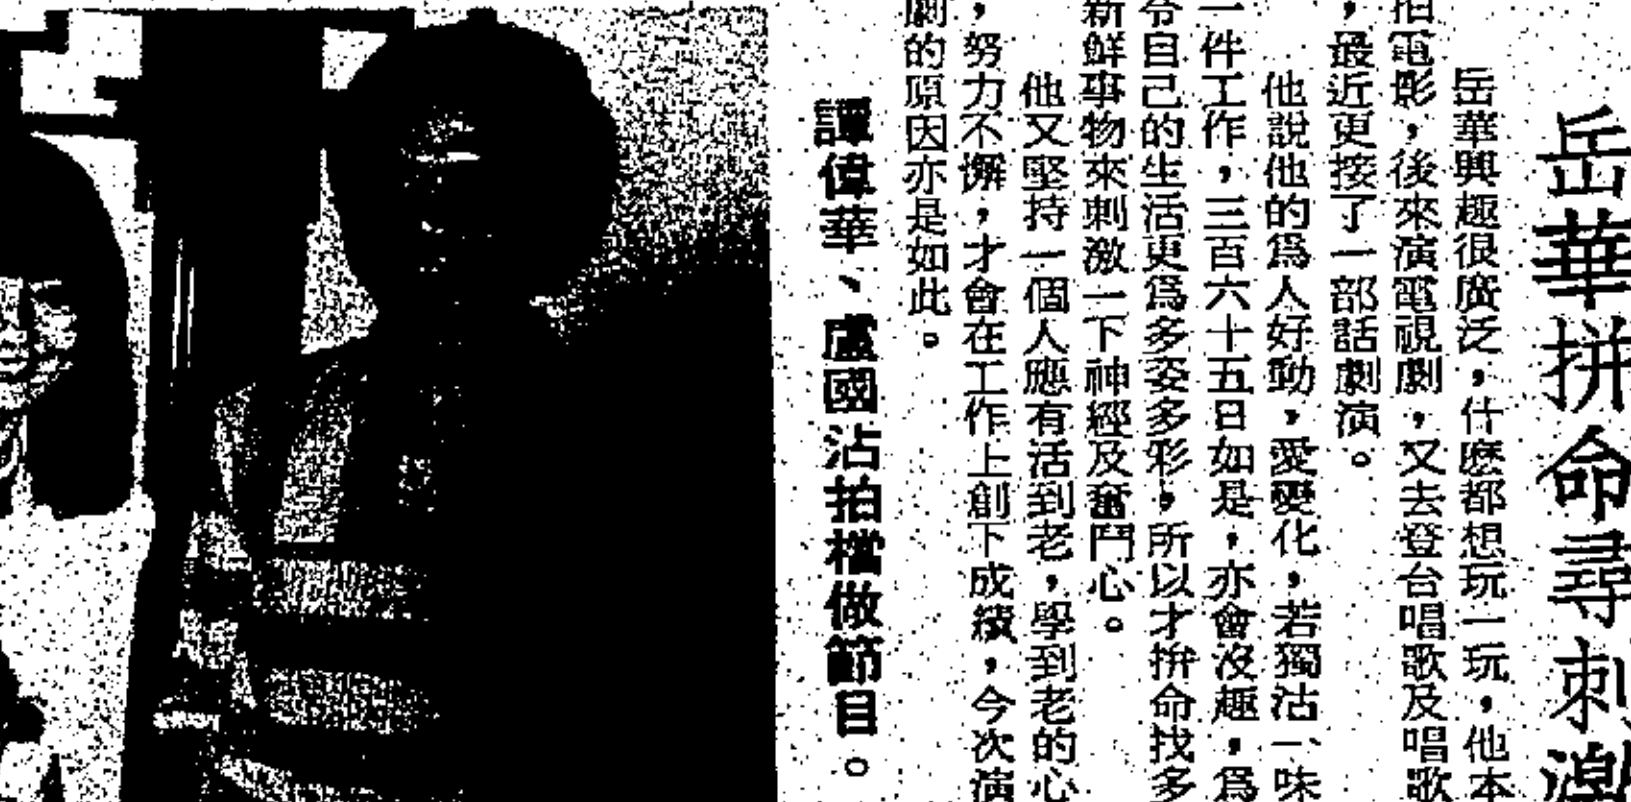 岳華拼命尋刺激
岳華興趣很廣泛，什麽都想玩一玩，他本
拍電影，後來演電視劇，又去登台唱歌及唱歌
，最近更接了一部話劇演。
他說他的爲人好動，愛變化，若獨沽一味
一件工作，三百六十五日如是，亦會沒趣，爲
令自己的生活更爲多姿多彩，所以才拚命找多
新鮮事物來刺激一下神經及奮鬥心。
他又堅持一個人應有活到老，學到老的心
，努力不懈，才會在工作上創下成績，今次演
劇的原因亦是如此。
譚偉華、盧國沾拍檔做節目。